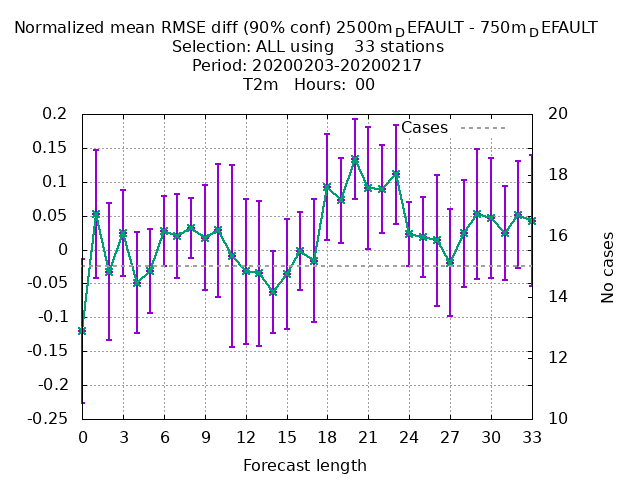 Normalized mean RMSE diff (90% conf) 2500m_DEFAULT - 750m_DEFAULT
Selection: ALL using 33 stations
Period: 20200203-20200217
T2m Hours: 00
Cases
0.2
0.15
0.1
0.05
0
-0.05
-0.1
-0.15
-0.2
-0.25
20
18
16
14
12
10
No cases
0 3 6 9 12 15 18 21 24 27 30 33
Forecast length